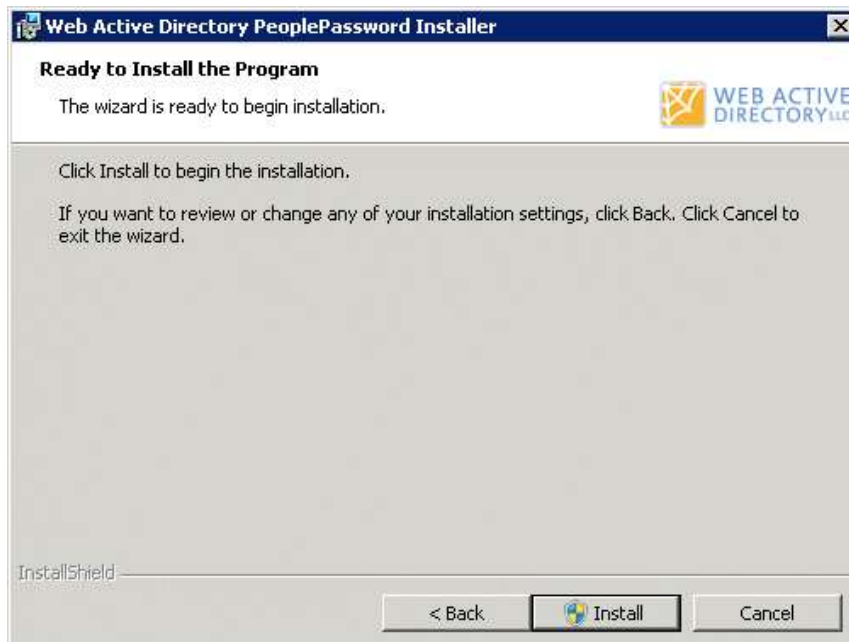 Web Active Directory PeoplePassword Installer
Ready to Install the Program
The wizard is ready to begin installation.
WEB ACTIVE
DIRECTORY LLC
Click Install to begin the installation.
If you want to review or change any of your installation settings, click Back. Click Cancel to
exit the wizard.
InstallShield
< Back
Install
Cancel